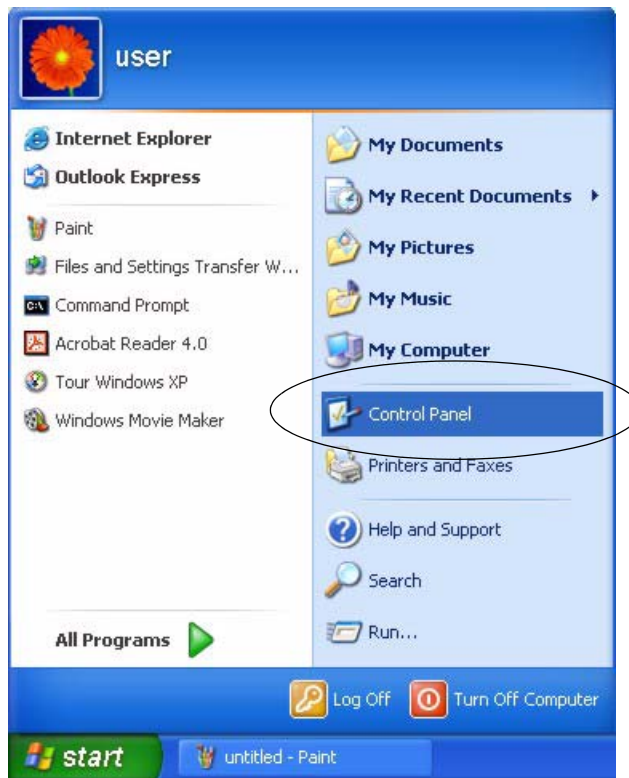 user
Internet Explorer
Outlook Express
Paint
Files and Settings Transfer W...
Command Prompt
Acrobat Reader 4.0
Tour Windows XP
Windows Movie Maker
All Programs
My Documents
My Recent Documents
My Pictures
My Music
My Computer
Control Panel
Printers and Faxes
Help and Support
Search
Run...
Log Off
Turn Off Computer
start
untitled - Paint